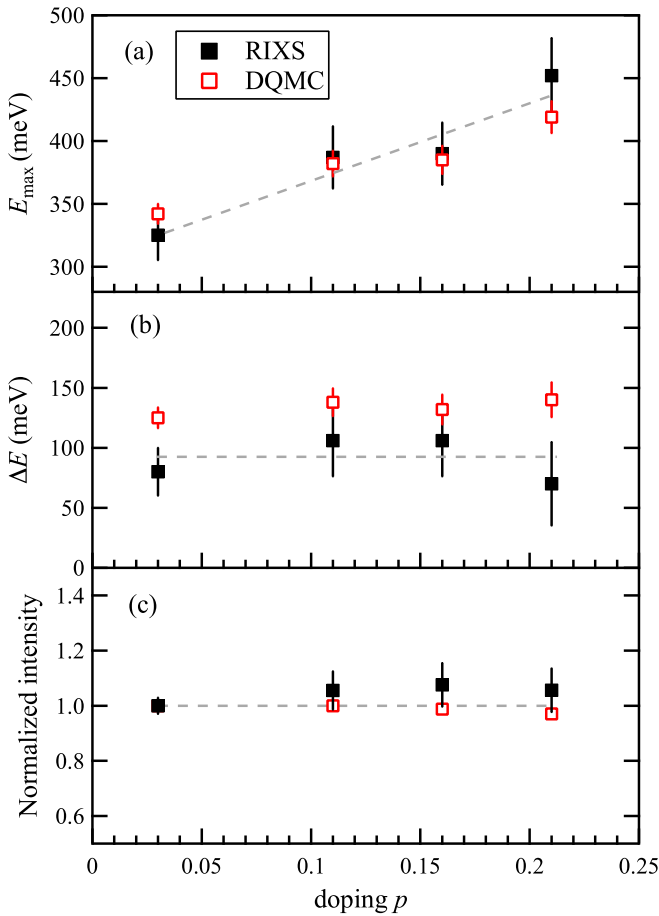 500
(a)
RIXS
DQMC
450
400
350
300
E_max (meV)
(b)
200
150
100
50
0
ΔE (meV)
(c)
1.4
1.2
1.0
0.8
0.6
Normalized intensity
0 0.05 0.1 0.15 0.2 0.25
doping p